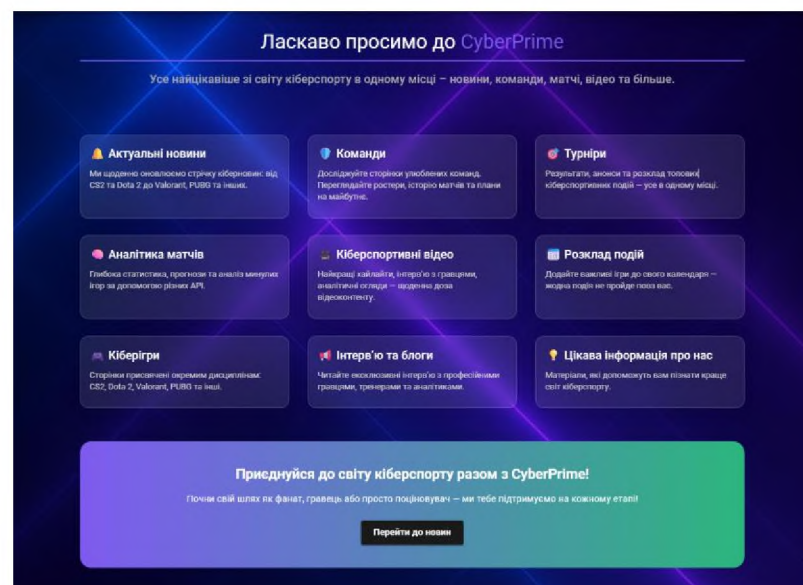 Ласкаво просимо до CyberPrime
Усе найцікавіше зі світу кіберспорту в одному місці – новини, команди, матчі, відео та більше.
Актуальні новини
Ми щоденно оновлюємо стрічку кіберновин: від
CS2 та Dota 2 до Valorant, PUBG та інших.
Команди
Досліджуйте сторінки улюблених команд.
Переглядайте ростери, історію матчів та плани
на майбутнє.
Турніри
Результати, анонси та розклад топових
кіберспортивних подій — усе в одному місці.
Аналітика матчів
Глибока статистика, прогнози та аналіз минулих
ігор за допомогою різних API.
Кіберспортивні відео
Найкращі хайлайти, інтерв'ю з гравцями,
аналітичні огляди — щоденна доза
відеоконтенту.
Розклад подій
Додайте важливі ігри до свого календаря —
жодна подія не пройде повз вас.
Кіберігри
Сторінки присвячені окремим дисциплінам:
CS2, Dota 2, Valorant, PUBG та інші.
Інтерв'ю та блоги
Читайте ексклюзивні інтерв'ю з професійними
гравцями, тренерами та аналітиками.
Цікава інформація про нас
Матеріали, які допоможуть вам пізнати краще
світ кіберспорту.
Приєднуйся до світу кіберспорту разом з CyberPrime!
Почни свій шлях як фанат, гравець або просто поціновувач — ми тебе підтримуємо на кожному етапі!
Перейти до новин